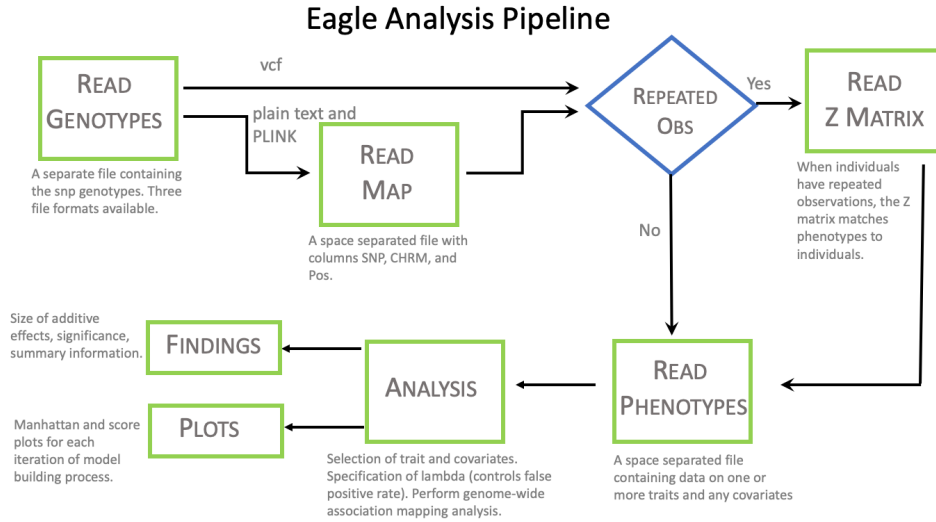 Eagle Analysis Pipeline
READ
GENOTYPES
A separate file containing
the snp genotypes. Three
file formats available.
vcf
plain text and
PLINK
READ
MAP
A space separated file with
columns SNP, CHRM, and
Pos.
REPEATED
OBS
Yes
No
READ
Z MATRIX
When individuals
have repeated
observations, the Z
matrix matches
phenotypes to
individuals.
READ
PHENOTYPES
A space separated file
containing data on one or
more traits and any covariates
ANALYSIS
Selection of trait and covariates.
Specification of lambda (controls false
positive rate). Perform genome-wide
association mapping analysis.
FINDINGS
Size of additive
effects, significance,
summary information.
PLOTS
Manhattan and score
plots for each
iteration of model
building process.